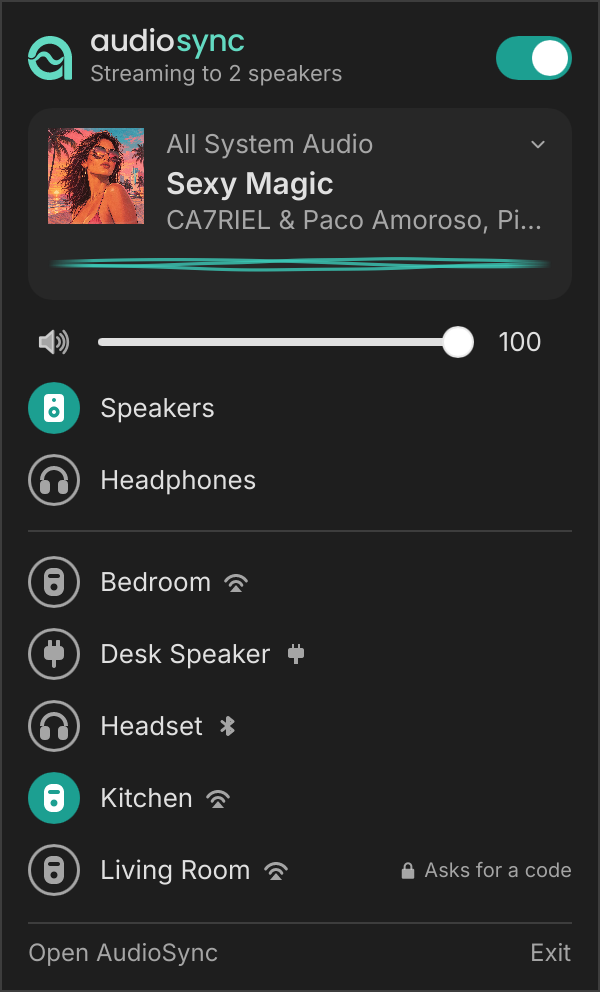 audiosync
Streaming to 2 speakers
All System Audio
Sexy Magic
CA7RIEL & Paco Amoroso, Pi...
100
Speakers
Headphones
Bedroom
Desk Speaker
Headset
Kitchen
Living Room
Asks for a code
Open AudioSync
Exit